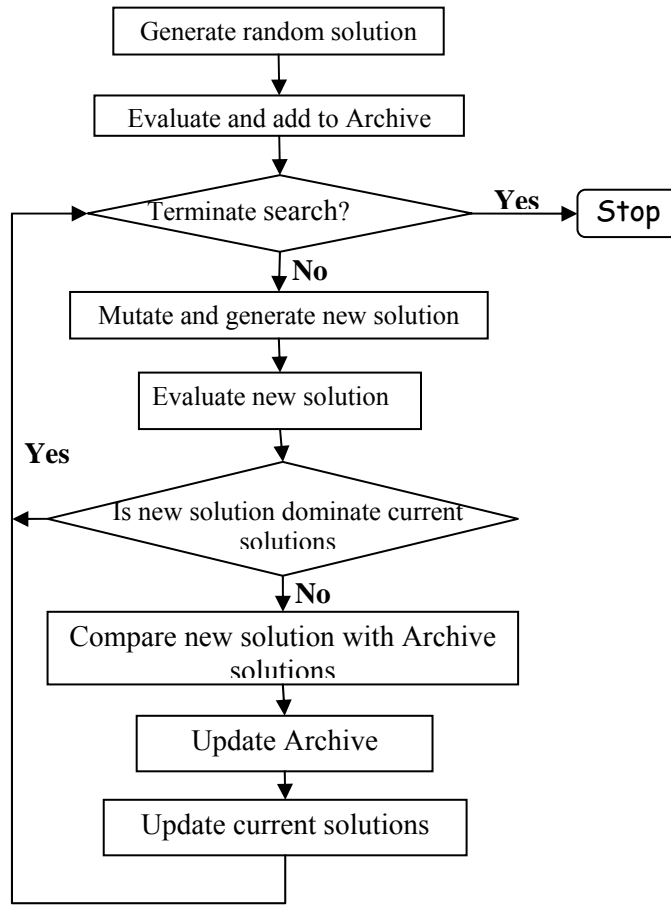 Generate random solution
Evaluate and add to Archive
Terminate search?
Yes
Stop
No
Mutate and generate new solution
Evaluate new solution
Yes
Is new solution dominate current
solutions
No
Compare new solution with Archive
solutions
Update Archive
Update current solutions